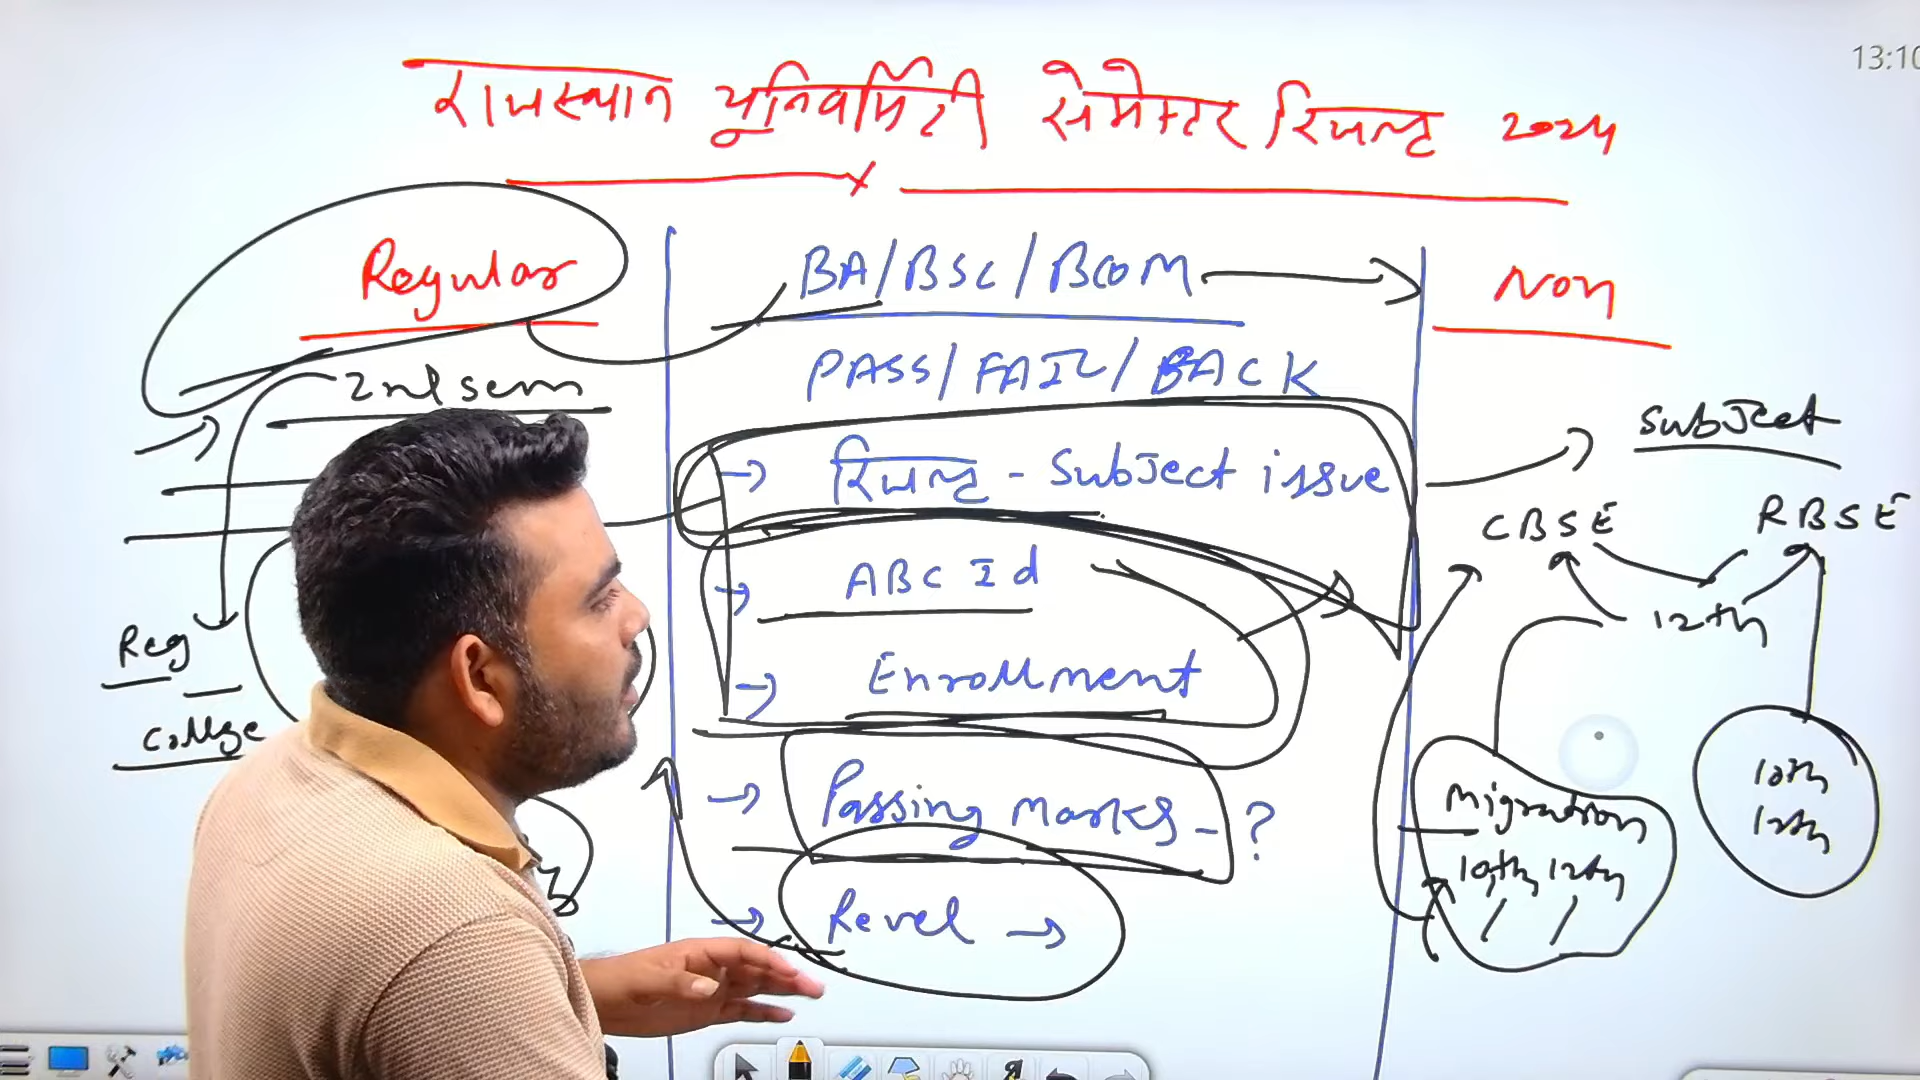 13:10
राजस्थान यूनिवर्सिटी सेमेस्टर रिजल्ट 2024
Regular
BA/BSC/BCOM
Non
2nd sem
PASS/FAIL/BACK
रिजल्ट - Subject issue
Subject
CBSE
RBSE
ABC Id
12th
Reg
Enrollment
College
Passing Marks - ?
Migration
10th 12th
10th
12th
Revel